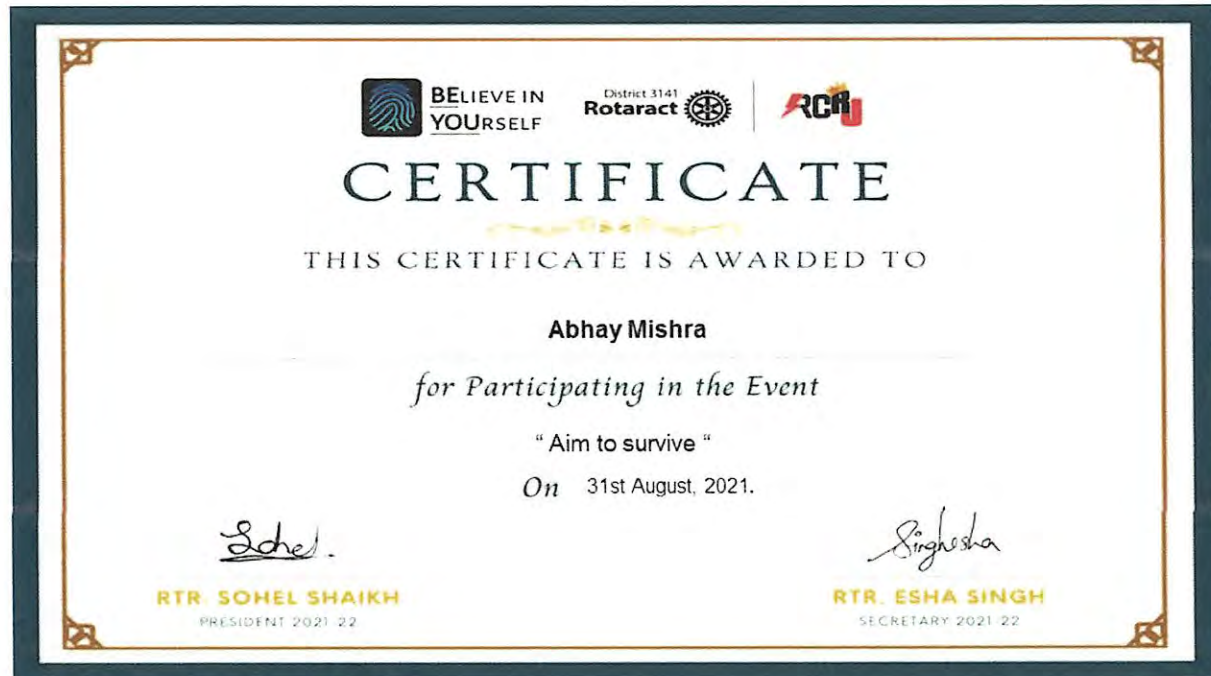 BELIEVE IN
YOURSELF
District 3141
Rotaract
RCRJ
CERTIFICATE
THIS CERTIFICATE IS AWARDED TO
Abhay Mishra
for Participating in the Event
“ Aim to survive “
On 31st August, 2021.
Sohel.
Singhesha
RTR. SOHEL SHAIKH
PRESIDENT 2021-22
RTR. ESHA SINGH
SECRETARY 2021-22